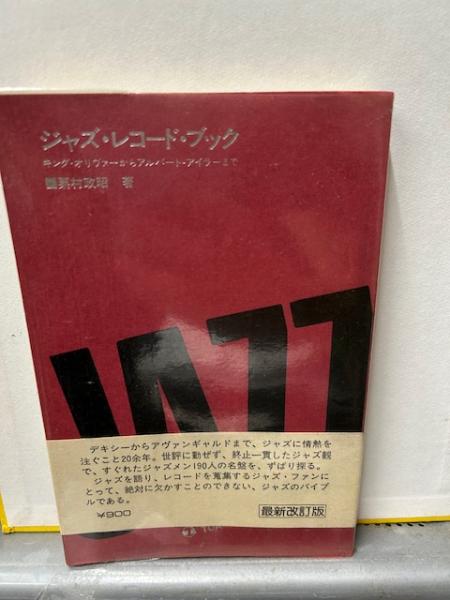 ジャズ・レコード・ブック
キング・オリヴァーからアルバート・アイラーまで
粟村政昭 著
JAZZ
デキシーからアヴァンギャルドまで、ジャズに情熱を
注ぐこと20余年。世評に動ぜず、終止一貫したジャズ観
で、すぐれたジャズメン190人の名盤を、ずばり探る。
ジャズを語り、レコードを蒐集するジャズ・ファンに
とって、絶対に欠かすことのできない、ジャズのバイブ
ルである。
¥900
最新改訂版